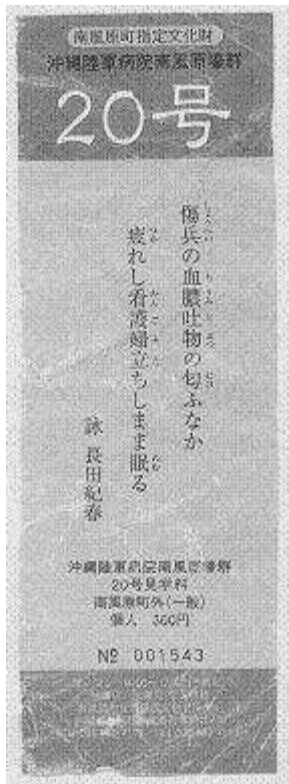 南風原町指定文化財
沖縄陸軍病院南風原壕群
20号
傷兵の血膿吐物の匂ふなか
疲れし看護婦立ちしまま眠る
詠 長田紀春
沖縄陸軍病院南風原壕群
20号見学料
南風原町外(一般)
個人 300円
№ 001543